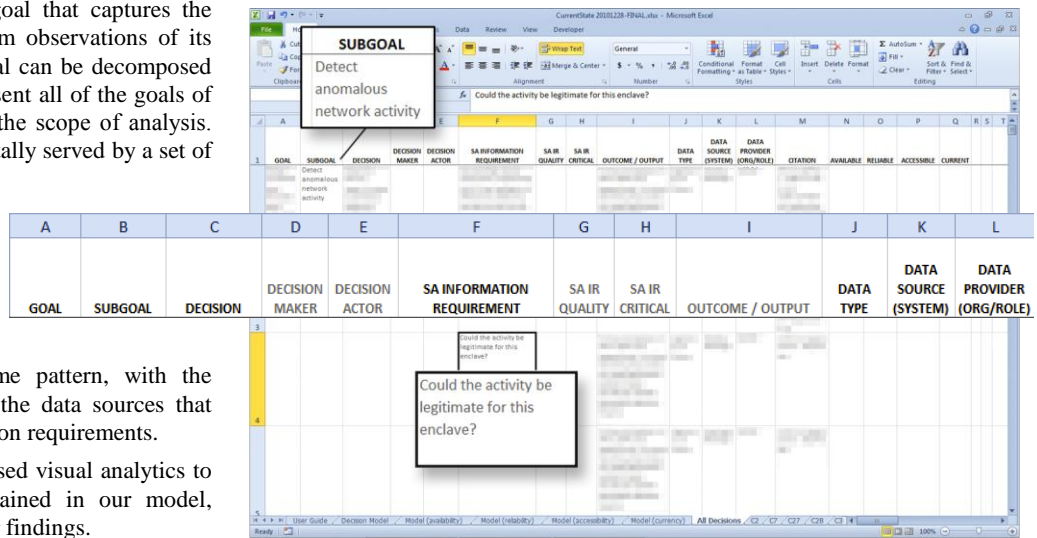 goal that captures the
m observations of its
al can be decomposed
sent all of the goals of
the scope of analysis.
ally served by a set of
CurrentState 20101228-FINAL.xlsx - Microsoft Excel
File
Data Review View Developer
Wrap Text
General
Σ AutoSum
Paste
Merge & Center
$ % ,
Conditional Formatting
Format as Table
Cell Styles
Insert Delete Format
Fill
Clear
Sort & Filter
Find & Select
Clipboard
Alignment
Number
Styles
Cells
Editing
SUBGOAL
Detect
anomalous
network activity
fx Could the activity be legitimate for this enclave?
A E F G H I J K L M N O P Q R S T
1 GOAL SUBGOAL DECISION DECISION MAKER DECISION ACTOR SA INFORMATION REQUIREMENT SA IR QUALITY SA IR CRITICAL OUTCOME / OUTPUT DATA TYPE DATA SOURCE (SYSTEM) DATA PROVIDER (ORG/ROLE) CITATION AVAILABLE RELIABLE ACCESSIBLE CURRENT
Detect
anomalous
network
activity
A B C D E F G H I J K L
GOAL SUBGOAL DECISION DECISION MAKER DECISION ACTOR SA INFORMATION REQUIREMENT SA IR QUALITY SA IR CRITICAL OUTCOME / OUTPUT DATA TYPE DATA SOURCE (SYSTEM) DATA PROVIDER (ORG/ROLE)
3
Could the activity be
legitimate for this
enclave?
Could the activity be
legitimate for this
enclave?
4
5
User Guide Decision Model Model (availability) Model (reliability) Model (accessibility) Model (currency) All Decisions C2 C7 C27 C28 C3
Ready
100%
me pattern, with the
the data sources that
on requirements.
sed visual analytics to
ained in our model,
findings.